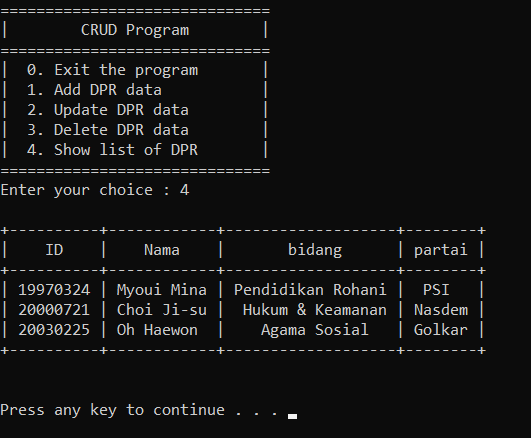 ==============================
|        CRUD Program        |
==============================
|  0. Exit the program       |
|  1. Add DPR data           |
|  2. Update DPR data        |
|  3. Delete DPR data        |
|  4. Show list of DPR       |
==============================
Enter your choice : 4
+----------+------------+-------------------+--------+
|    ID    |    Nama    |       bidang      | partai |
+----------+------------+-------------------+--------+
| 19970324 | Myoui Mina | Pendidikan Rohani |  PSI   |
| 20000721 | Choi Ji-su |  Hukum & Keamanan | Nasdem |
| 20030225 | Oh Haewon  |    Agama Sosial   | Golkar |
+----------+------------+-------------------+--------+
Press any key to continue . . .